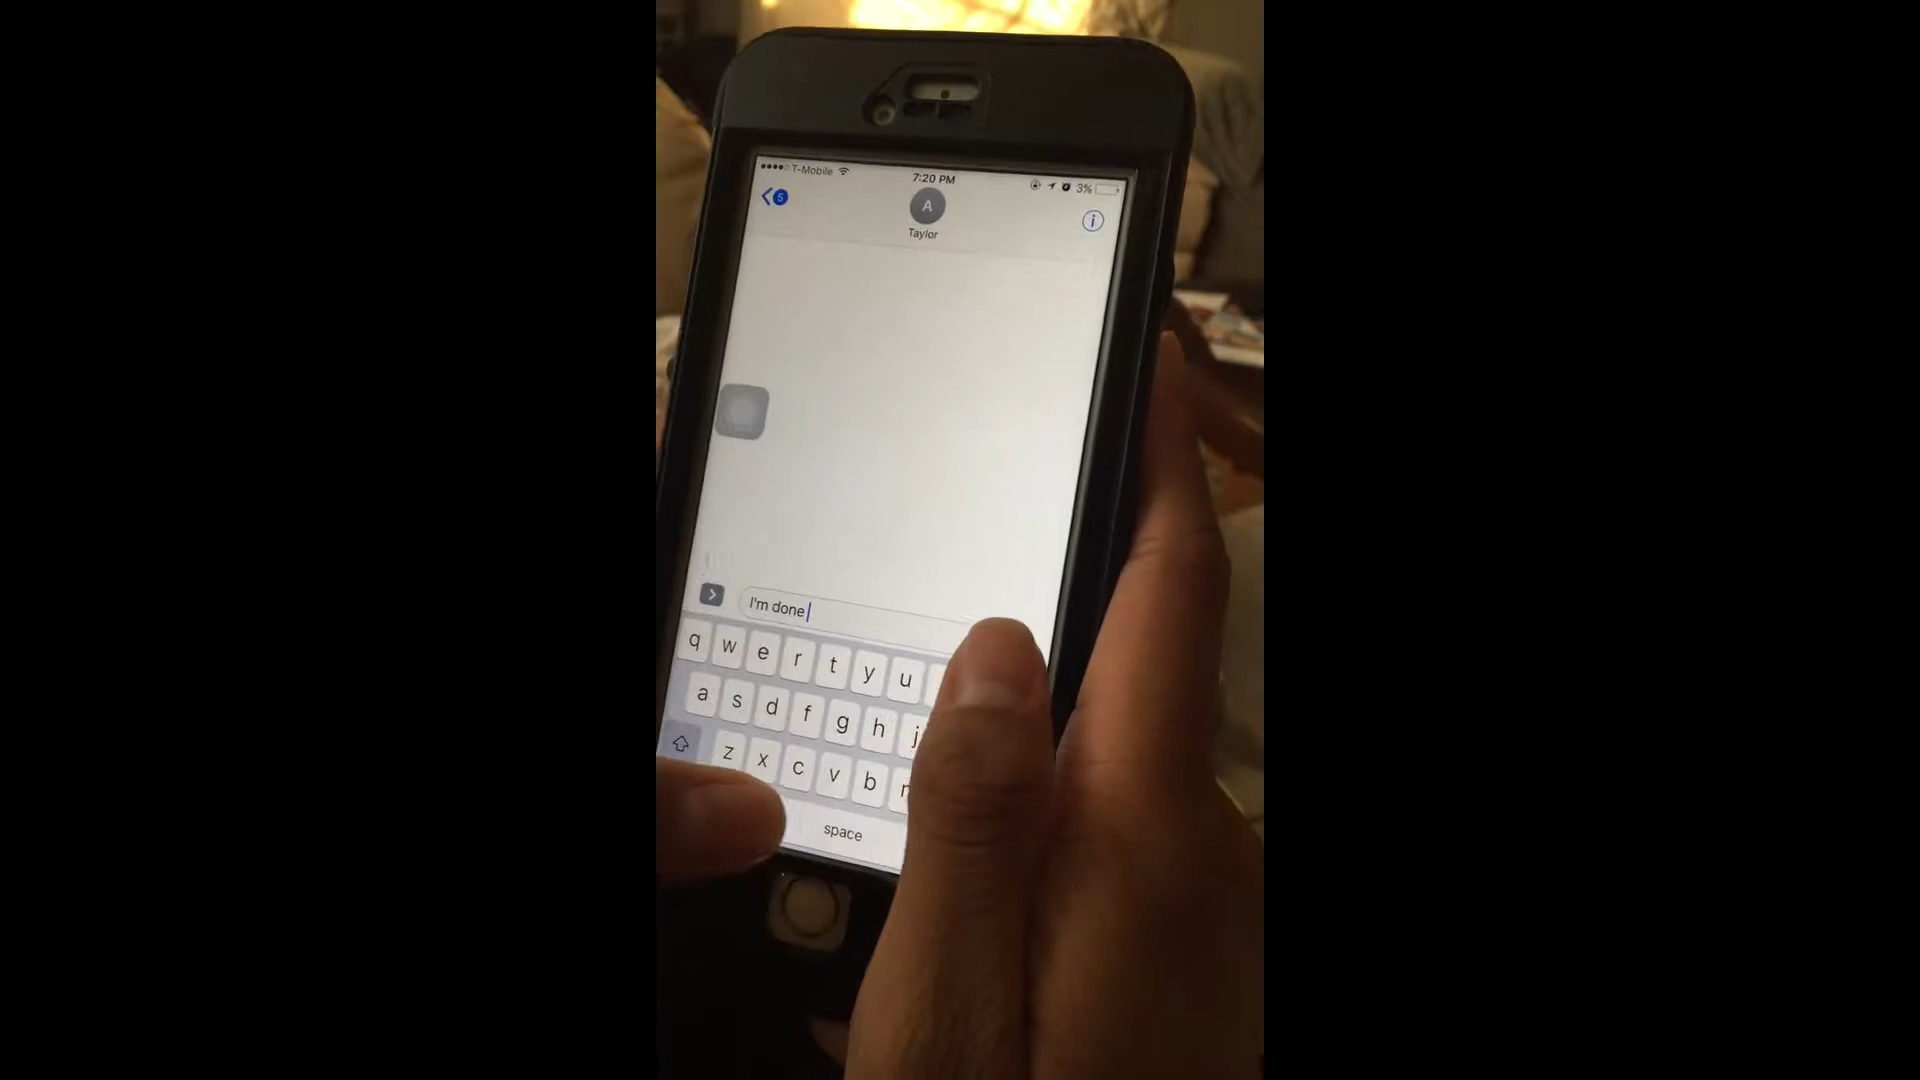 T-Mobile 7:20 PM 3%
5
A
Taylor
I'm done
q w e r t y u
a s d f g h j
z x c v b
space